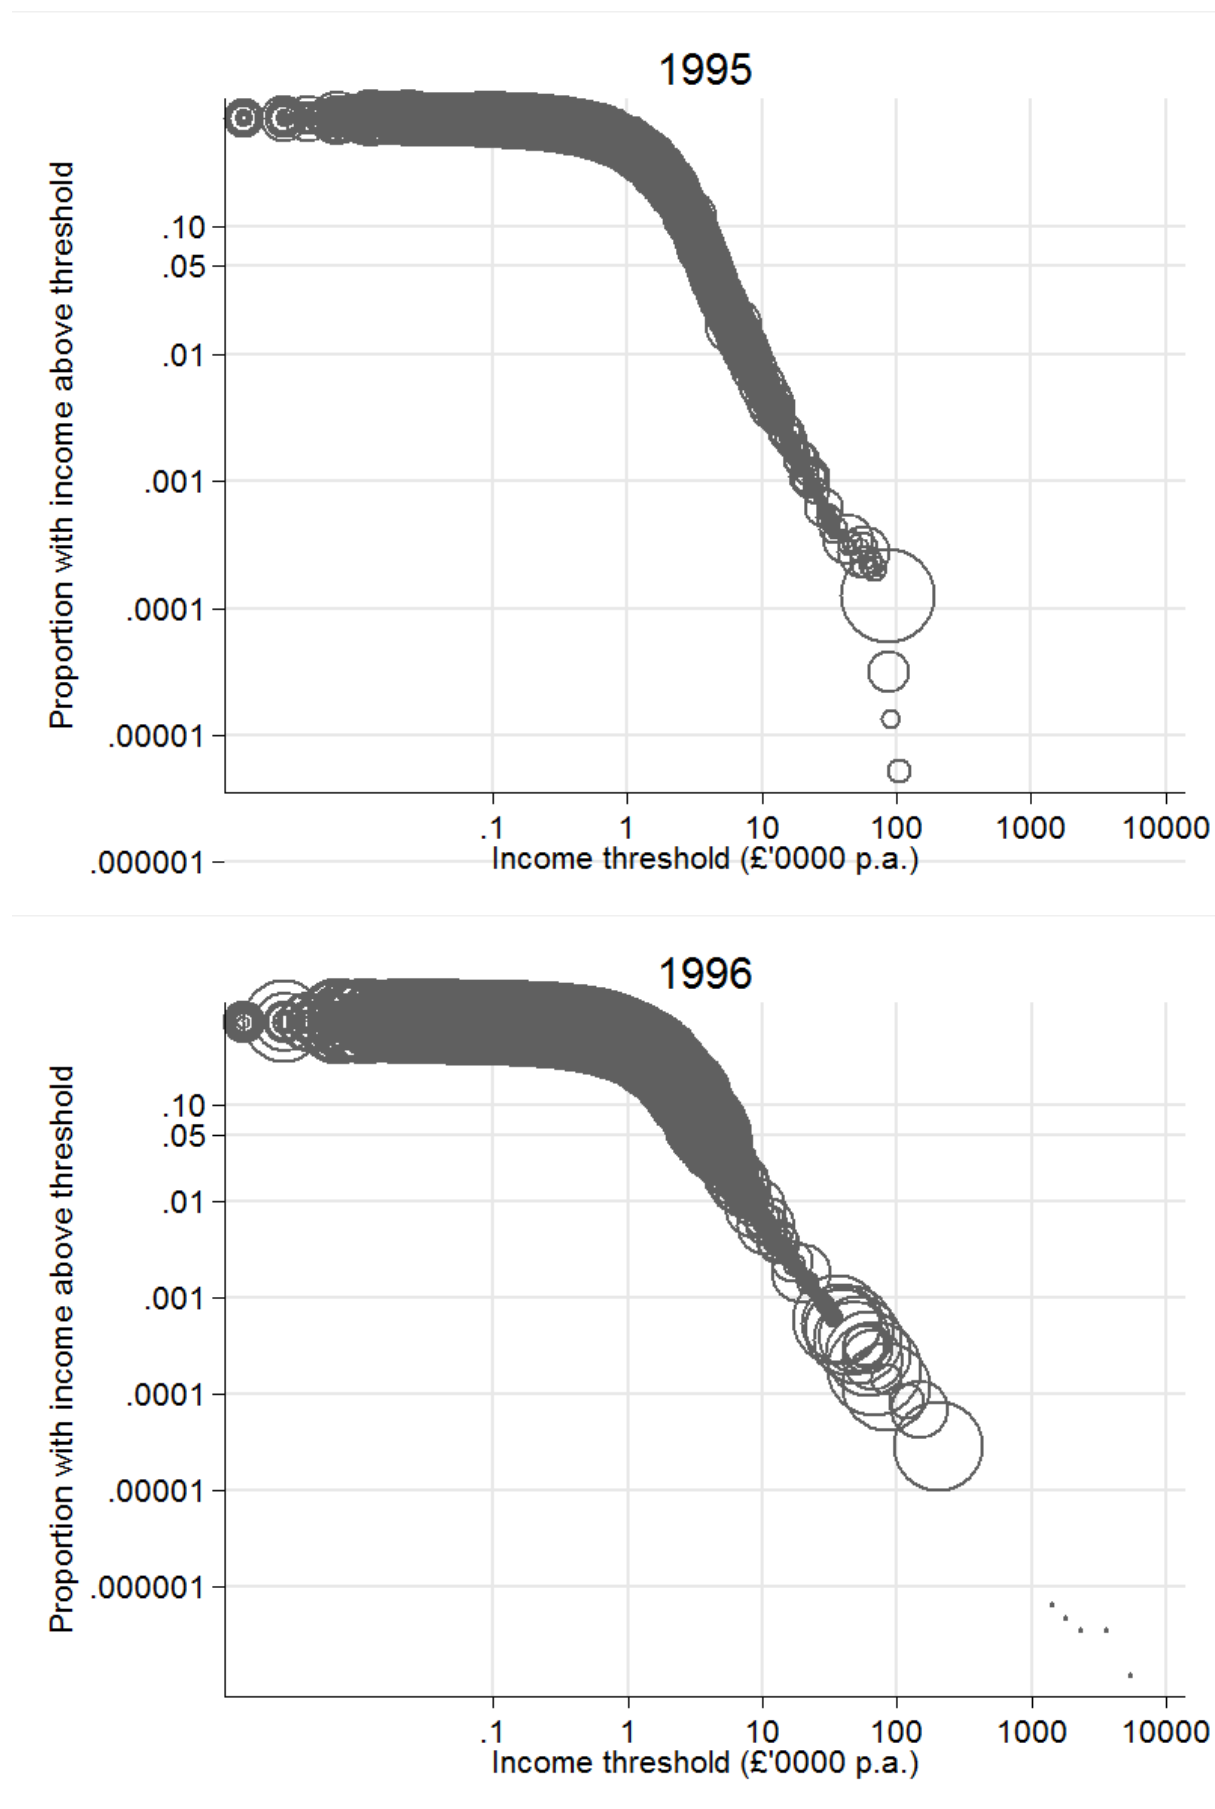 1995
Proportion with income above threshold
.10
.05
.01
.001
.0001
.00001
.000001
.1 1 10 100 1000 10000
Income threshold (£'0000 p.a.)
1996
Proportion with income above threshold
.10
.05
.01
.001
.0001
.00001
.000001
.1 1 10 100 1000 10000
Income threshold (£'0000 p.a.)